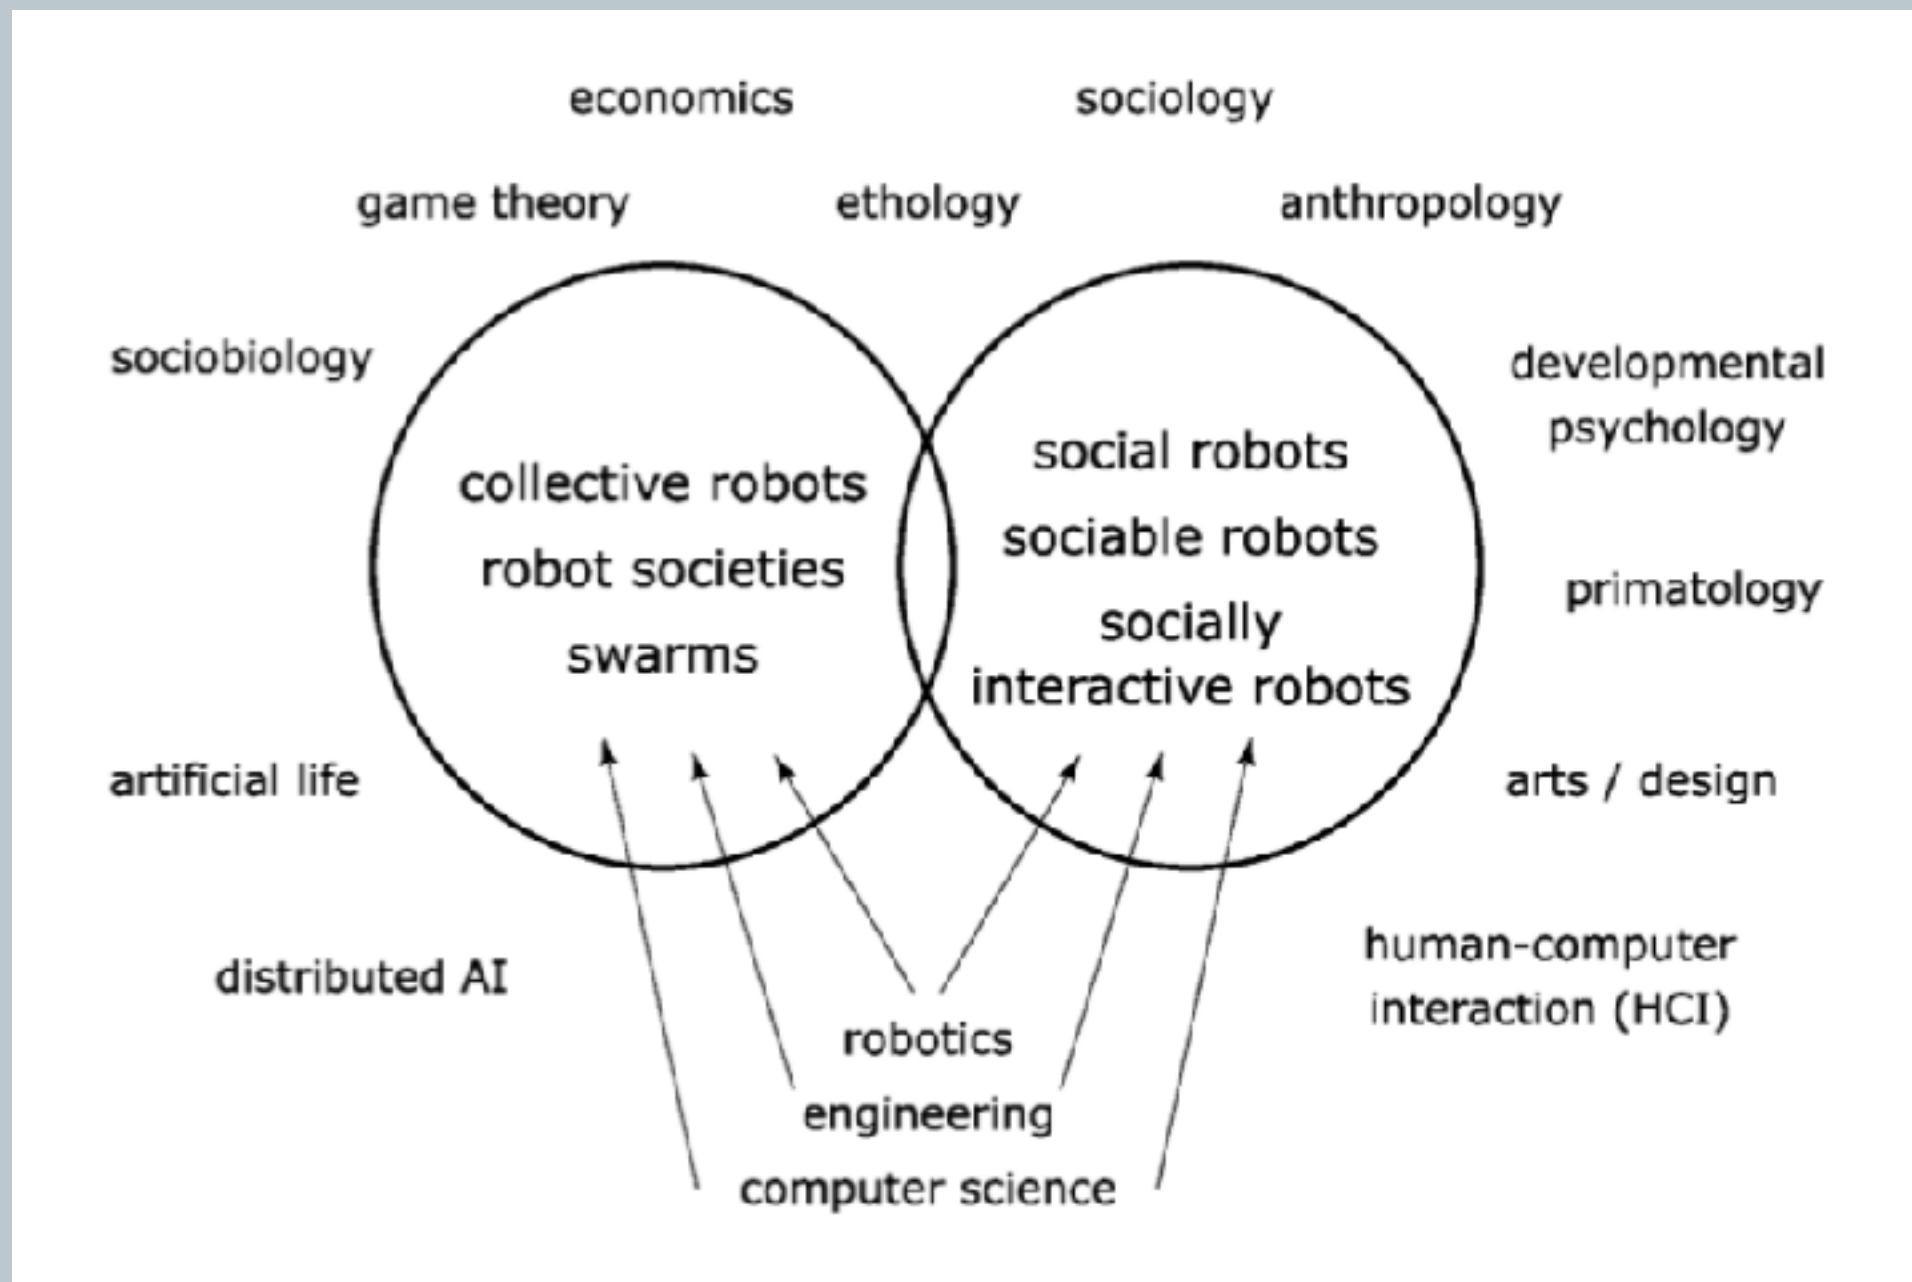 economics
sociology
game theory
ethology
anthropology
sociobiology
developmental
psychology
collective robots
robot societies
swarms
social robots
sociable robots
socially
interactive robots
primatology
artificial life
arts / design
distributed AI
human-computer
interaction (HCI)
robotics
engineering
computer science